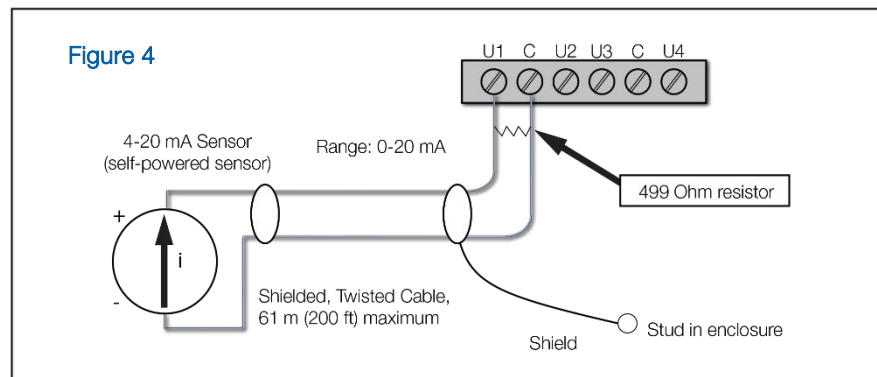 Figure 4
U1 C U2 U3 C U4
4-20 mA Sensor
(self-powered sensor)
Range: 0-20 mA
499 Ohm resistor
+
i
-
Shielded, Twisted Cable,
61 m (200 ft) maximum
Shield
Stud in enclosure